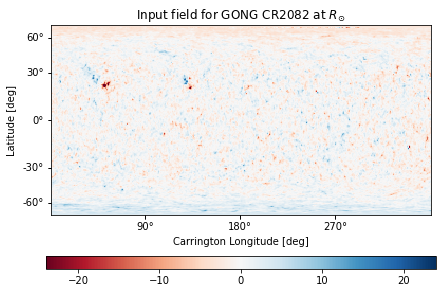 Input field for GONG CR2082 at R⊙
60°
30°
0°
-30°
-60°
Latitude [deg]
90° 180° 270°
Carrington Longitude [deg]
−20 −10 0 10 20